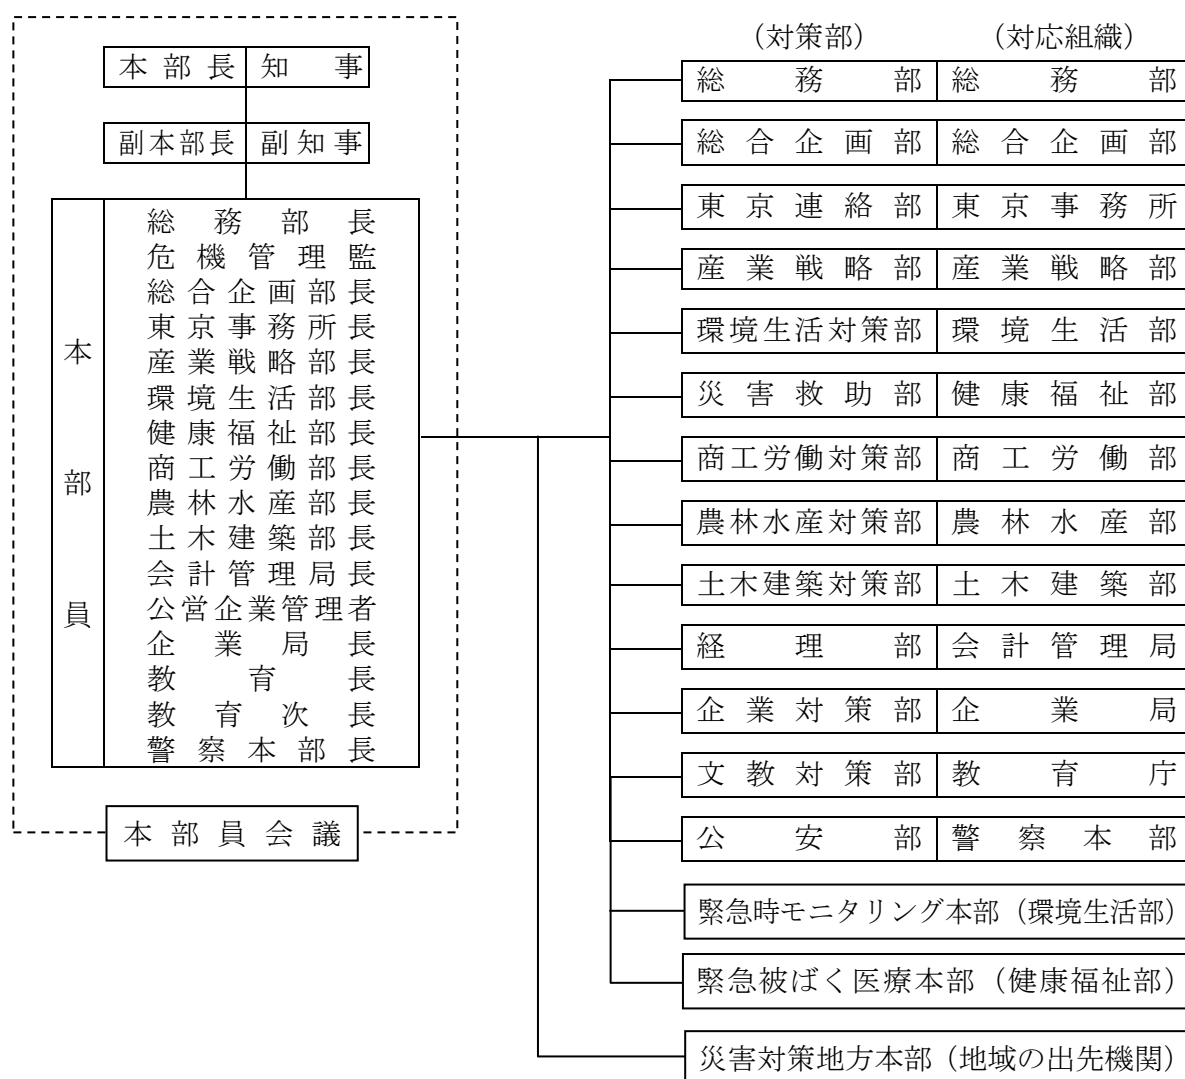 本部長 知事
副本部長 副知事
本部員
総務部長
危機管理監
総合企画部長
東京事務所長
産業戦略部長
環境生活部長
健康福祉部長
商工労働部長
農林水産部長
土木建築部長
会計管理局長
公営企業管理者
企業局長
教育長
教育次長
警察本部長
本部員会議
（対策部） （対応組織）
総務部 総務部
総合企画部 総合企画部
東京連絡部 東京事務所
産業戦略部 産業戦略部
環境生活対策部 環境生活部
災害救助部 健康福祉部
商工労働対策部 商工労働部
農林水産対策部 農林水産部
土木建築対策部 土木建築部
経理部 会計管理局
企業対策部 企業局
文教対策部 教育庁
公安部 警察本部
緊急時モニタリング本部（環境生活部）
緊急被ばく医療本部（健康福祉部）
災害対策地方本部（地域の出先機関）